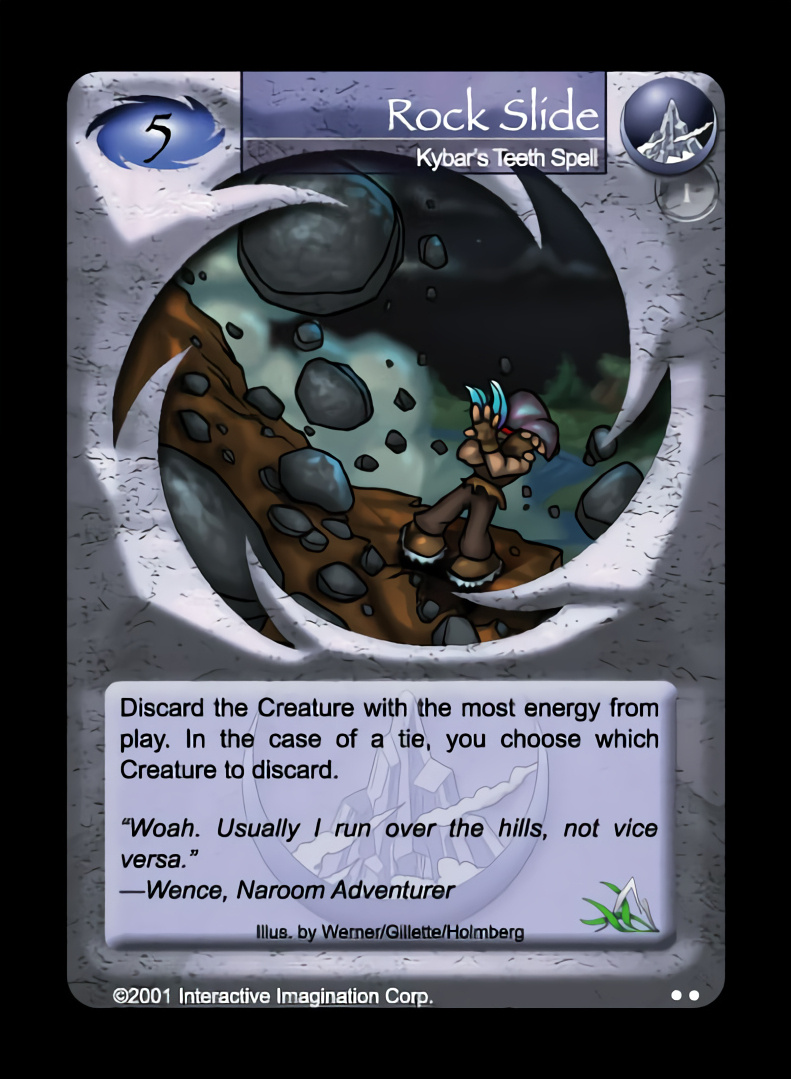 5
Rock Slide
Kybar's Teeth Spell
1
Discard the Creature with the most energy from
play. In the case of a tie, you choose which
Creature to discard.
“Woah. Usually I run over the hills, not vice
versa.”
—Wence, Naroom Adventurer
Illus. by Werner/Gillette/Holmberg
©2001 Interactive Imagination Corp.